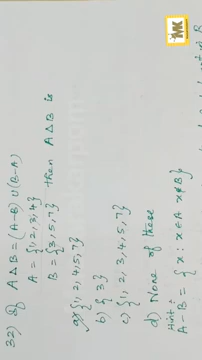 32) If A Δ B = (A-B) ∪ (B-A)
A = {1, 2, 3, 4}
B = {3, 5, 7} then A Δ B is
a) {1, 2, 4, 5, 7}
b) {3}
c) {1, 2, 3, 4, 5, 7}
d) None of these
Hint:
A - B = {x : x ∈ A x ∉ B}
MK